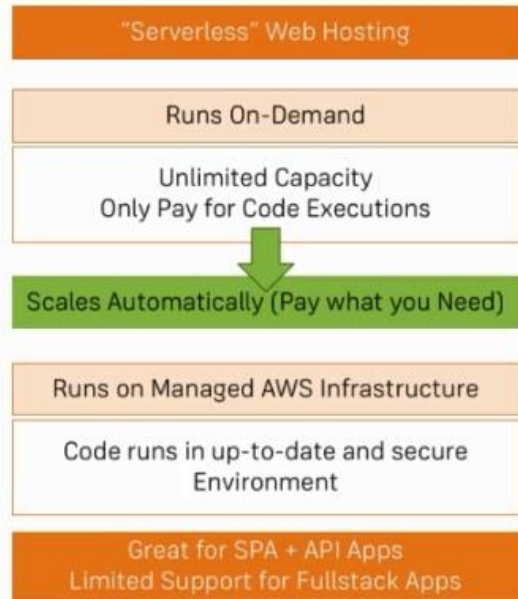 "Serverless" Web Hosting
Runs On-Demand
Unlimited Capacity
Only Pay for Code Executions
Scales Automatically (Pay what you Need)
Runs on Managed AWS Infrastructure
Code runs in up-to-date and secure
Environment
Great for SPA + API Apps
Limited Support for Fullstack Apps